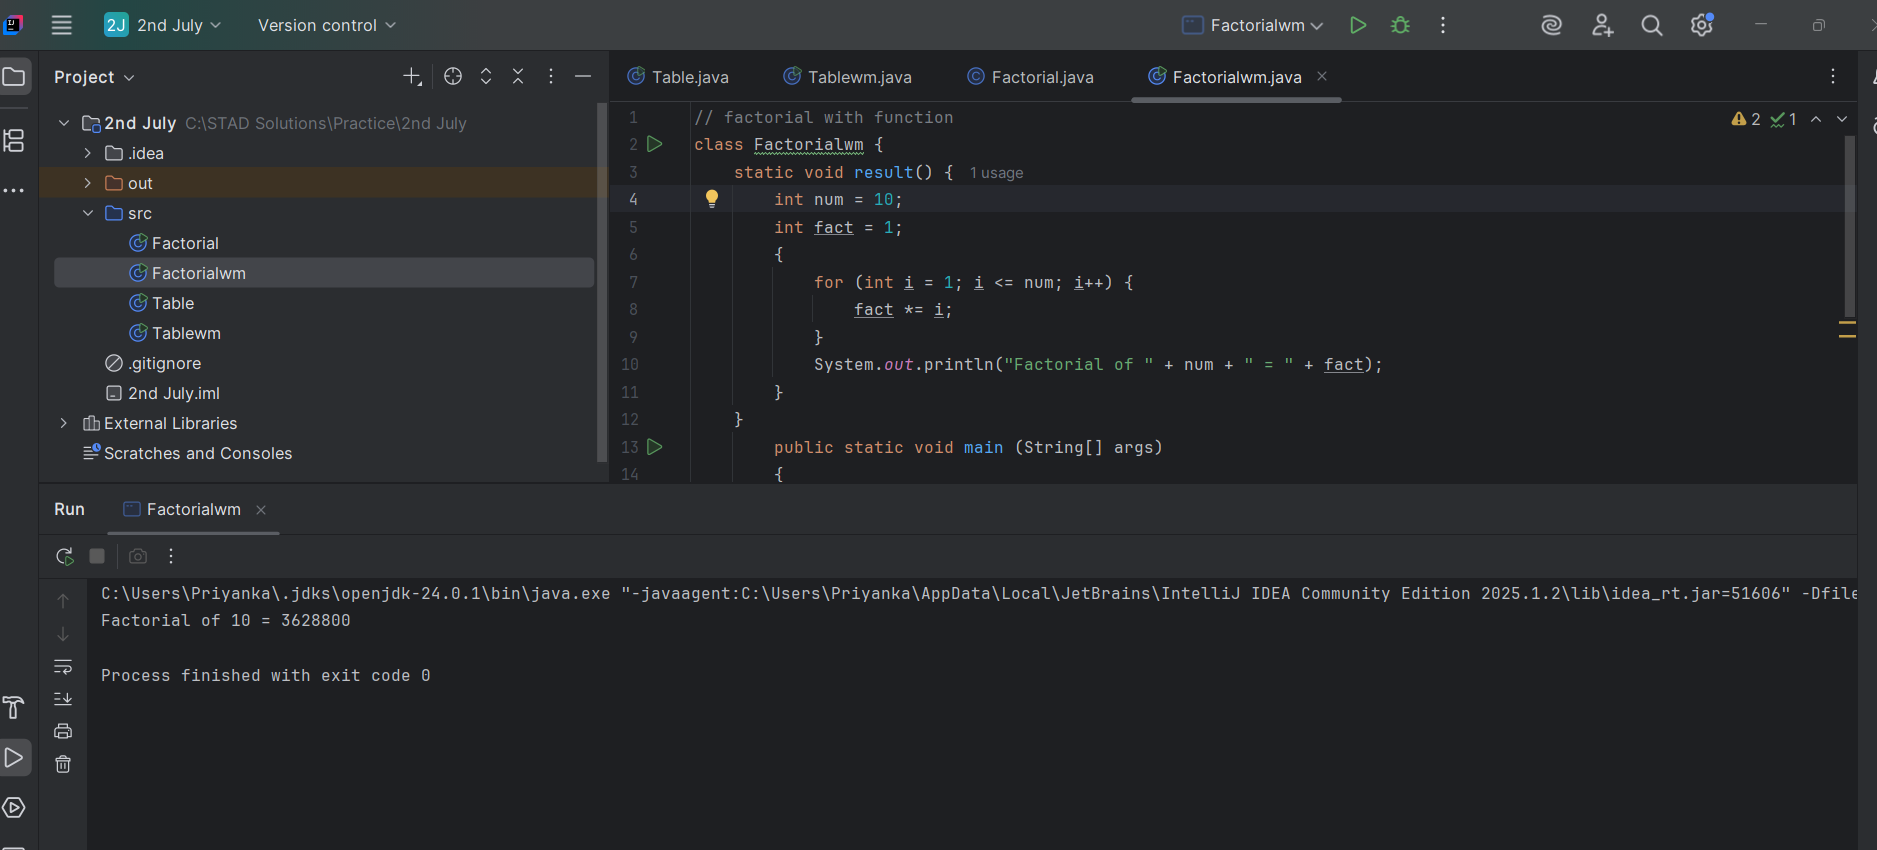 2J 2nd July Version control Factorialwm
Project
Table.java Tablewm.java Factorial.java Factorialwm.java
2nd July C:\STAD Solutions\Practice\2nd July
.idea
out
src
Factorial
Factorialwm
Table
Tablewm
.gitignore
2nd July.iml
External Libraries
Scratches and Consoles
2 1
1 // factorial with function
2 class Factorialwm {
3 static void result() { 1 usage
4 int num = 10;
5 int fact = 1;
6 {
7 for (int i = 1; i <= num; i++) {
8 fact *= i;
9 }
10 System.out.println("Factorial of " + num + " = " + fact);
11 }
12 }
13 public static void main (String[] args)
14 {
Run Factorialwm
C:\Users\Priyanka\.jdks\openjdk-24.0.1\bin\java.exe "-javaagent:C:\Users\Priyanka\AppData\Local\JetBrains\IntelliJ IDEA Community Edition 2025.1.2\lib\idea_rt.jar=51606" -Dfile
Factorial of 10 = 3628800
Process finished with exit code 0